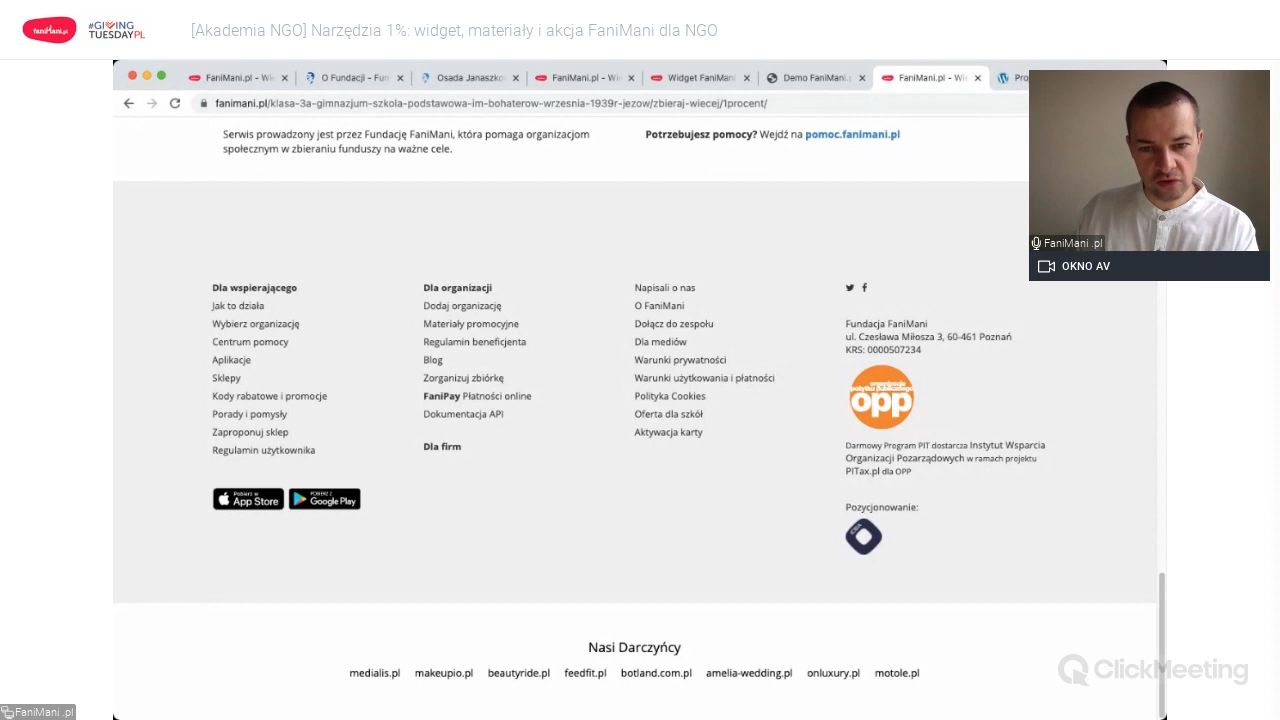 faniMani.pl
#GIVING
TUESDAYPL
[Akademia NGO] Narzędzia 1%: widget, materiały i akcja FaniMani dla NGO
FaniMani.pl - Wi
O Fundacji - Fun
Osada Janaszkow
FaniMani.pl - Wi
Widget FaniMani
Demo FaniMani.
FaniMani.pl - Wi
fanimani.pl/klasa-3a-gimnazjum-szkola-podstawowa-im-bohaterow-wrzesnia-1939r-jezow/zbieraj-wiecej/1procent/
Serwis prowadzony jest przez Fundację FaniMani, która pomaga organizacjom
społecznym w zbieraniu funduszy na ważne cele.
Potrzebujesz pomocy? Wejdź na pomoc.fanimani.pl
FaniMani .pl
OKNO AV
Dla wspierającego
Jak to działa
Wybierz organizację
Centrum pomocy
Aplikacje
Sklepy
Kody rabatowe i promocje
Porady i pomysły
Zaproponuj sklep
Regulamin użytkownika
Pobierz w
App Store
POBIERZ Z
Google Play
Dla organizacji
Dodaj organizację
Materiały promocyjne
Regulamin beneficjenta
Blog
Zorganizuj zbiórkę
FaniPay Płatności online
Dokumentacja API
Dla firm
Napisali o nas
O FaniMani
Dołącz do zespołu
Dla mediów
Warunki prywatności
Warunki użytkowania i płatności
Polityka Cookies
Oferta dla szkół
Aktywacja karty
Fundacja FaniMani
ul. Czesława Miłosza 3, 60-461 Poznań
KRS: 0000507234
organizacja
pożytku publicznego
opp
Darmowy Program PIT dostarcza Instytut Wsparcia
Organizacji Pozarządowych w ramach projektu
PITax.pl dla OPP
Pozycjonowanie:
Nasi Darczyńcy
medialis.pl
makeupio.pl
beautyride.pl
feedfit.pl
botland.com.pl
amelia-wedding.pl
onluxury.pl
motole.pl
ClickMeeting
FaniMani .pl